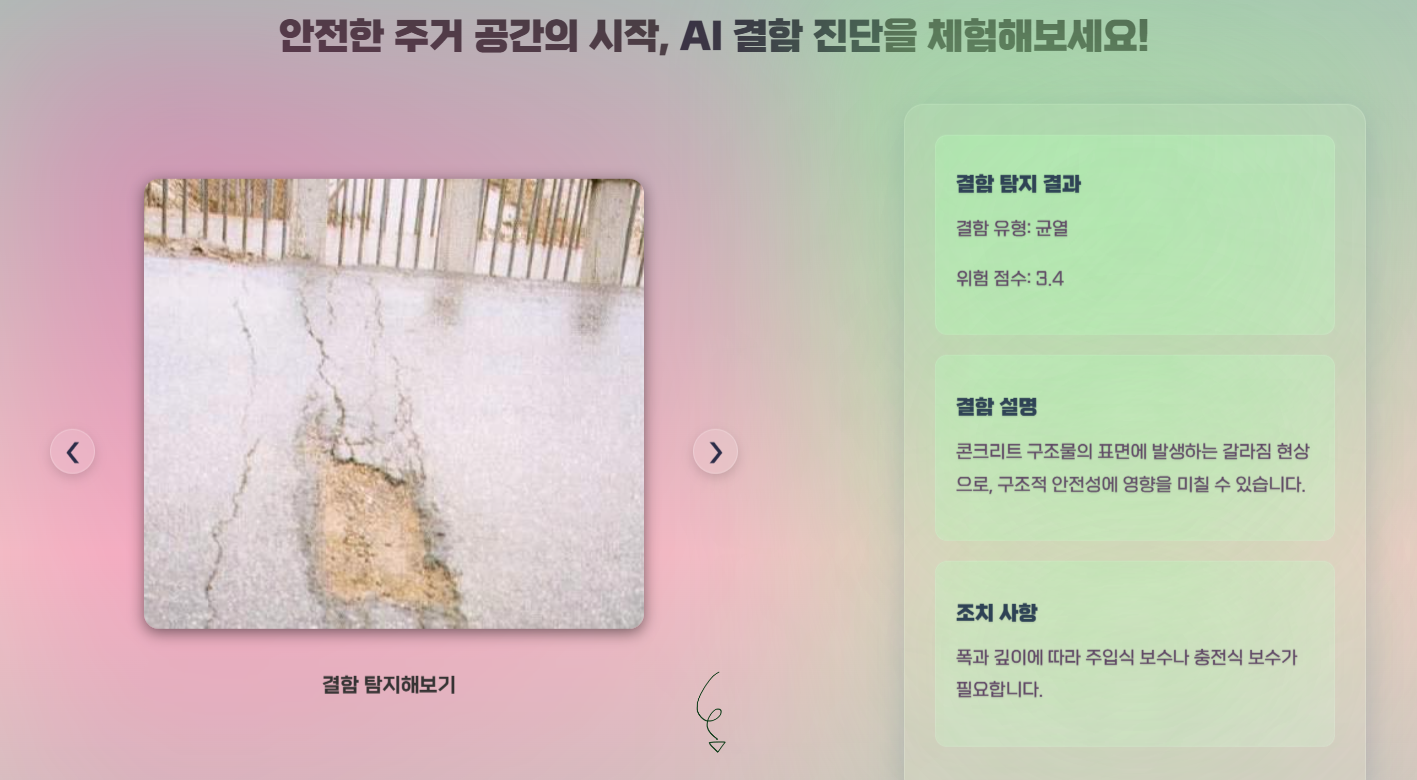 안전한 주거 공간의 시작, AI 결함 진단을 체험해보세요!
결함 탐지해보기
결함 탐지 결과
결함 유형: 균열
위험 점수: 3.4
결함 설명
콘크리트 구조물의 표면에 발생하는 갈라짐 현상
으로, 구조적 안전성에 영향을 미칠 수 있습니다.
조치 사항
폭과 깊이에 따라 주입식 보수나 충전식 보수가
필요합니다.